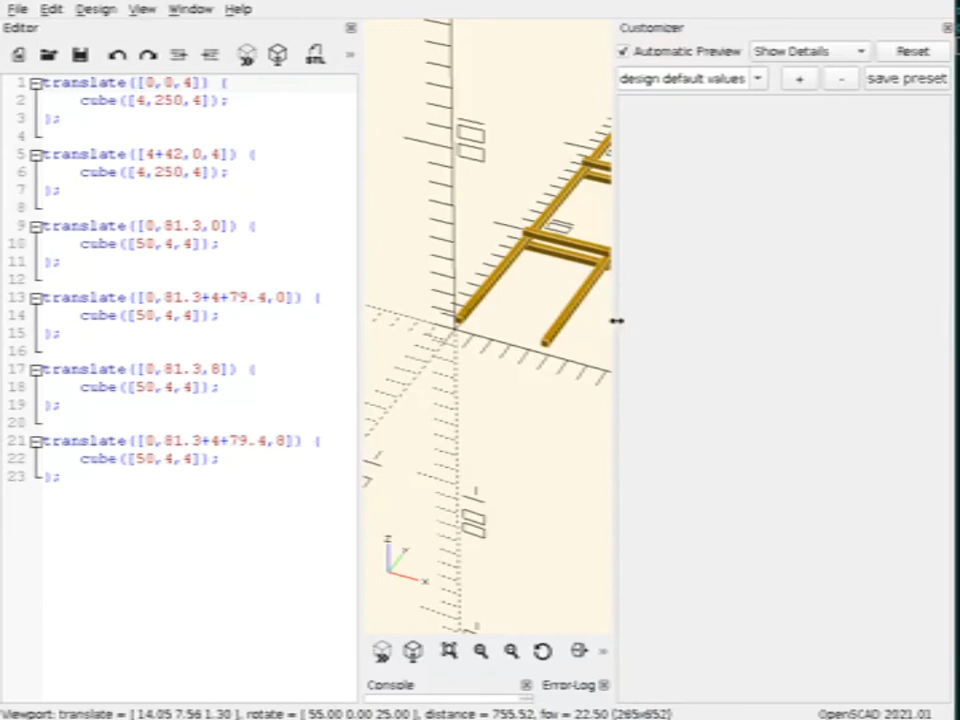 File Edit Design View Window Help
Editor
Customizer
Automatic Preview Show Details Reset
design default values + - save preset
STL
1 translate([0,0,4]) {
2 cube([4,250,4]);
3 };
4
5 translate([4+42,0,4]) {
6 cube([4,250,4]);
7 };
8
9 translate([0,81.3,0]) {
10 cube([50,4,4]);
11 };
12
13 translate([0,81.3+4+79.4,0]) {
14 cube([50,4,4]);
15 };
16
17 translate([0,81.3,8]) {
18 cube([50,4,4]);
19 };
20
21 translate([0,81.3+4+79.4,8]) {
22 cube([50,4,4]);
23 };
z
y
x
Console Error-Log
Viewport: translate = [ 14.05 7.56 1.30 ], rotate = [ 55.00 0.00 25.00 ], distance = 755.52, fov = 22.50 (265x652) OpenSCAD 2021.01